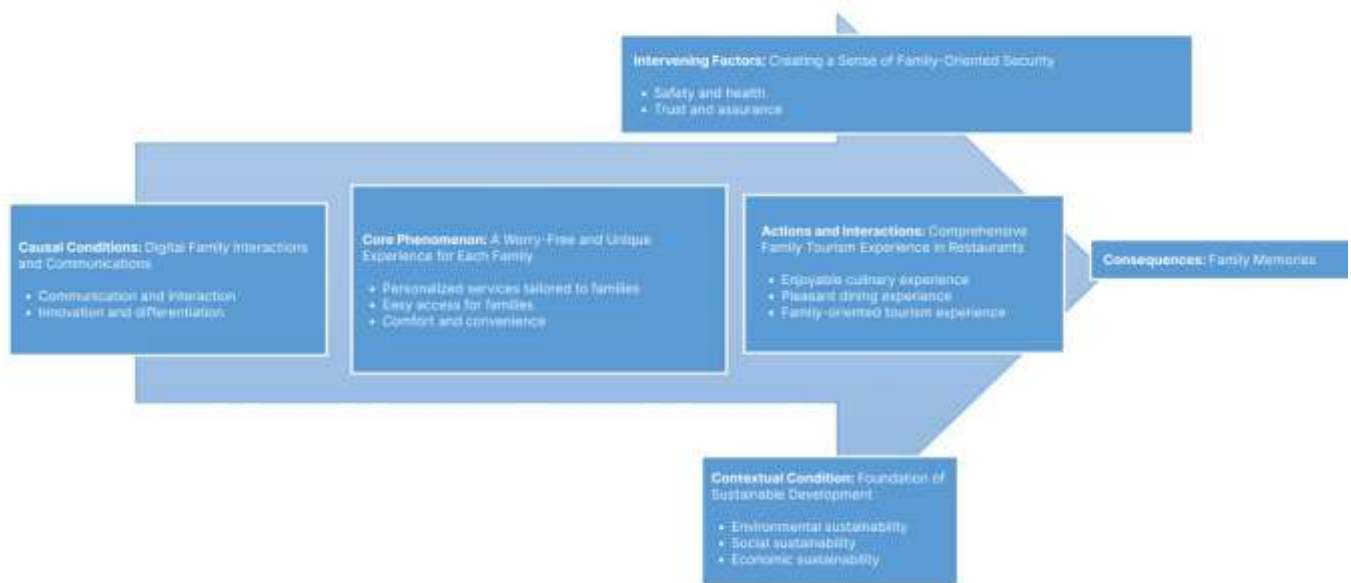 Intervening Factors: Creating a Sense of Family-Oriented Security
• Safety and health
• Trust and assurance
Causal Conditions: Digital Family Interactions
and Communications
• Communication and interaction
• Innovation and differentiation
Core Phenomenon: A Worry-Free and Unique
Experience for Each Family
• Personalized services tailored to families
• Easy access for families
• Comfort and convenience
Actions and Interactions: Comprehensive
Family Tourism Experience in Restaurants
• Enjoyable culinary experience
• Pleasant dining experience
• Family-oriented tourism experience
Consequences: Family Memories
Contextual Condition: Foundation of
Sustainable Development
• Environmental sustainability
• Social sustainability
• Economic sustainability